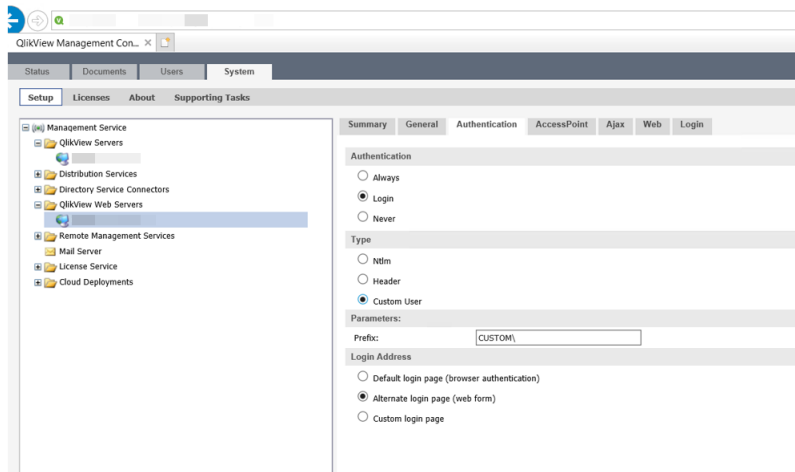 QlikView Management Con...
Status Documents Users System
Setup Licenses About Supporting Tasks
Management Service
QlikView Servers
Distribution Services
Directory Service Connectors
QlikView Web Servers
Remote Management Services
Mail Server
License Service
Cloud Deployments
Summary General Authentication AccessPoint Ajax Web Login
Authentication
Always
Login
Never
Type
Ntlm
Header
Custom User
Parameters:
Prefix: CUSTOM\
Login Address
Default login page (browser authentication)
Alternate login page (web form)
Custom login page